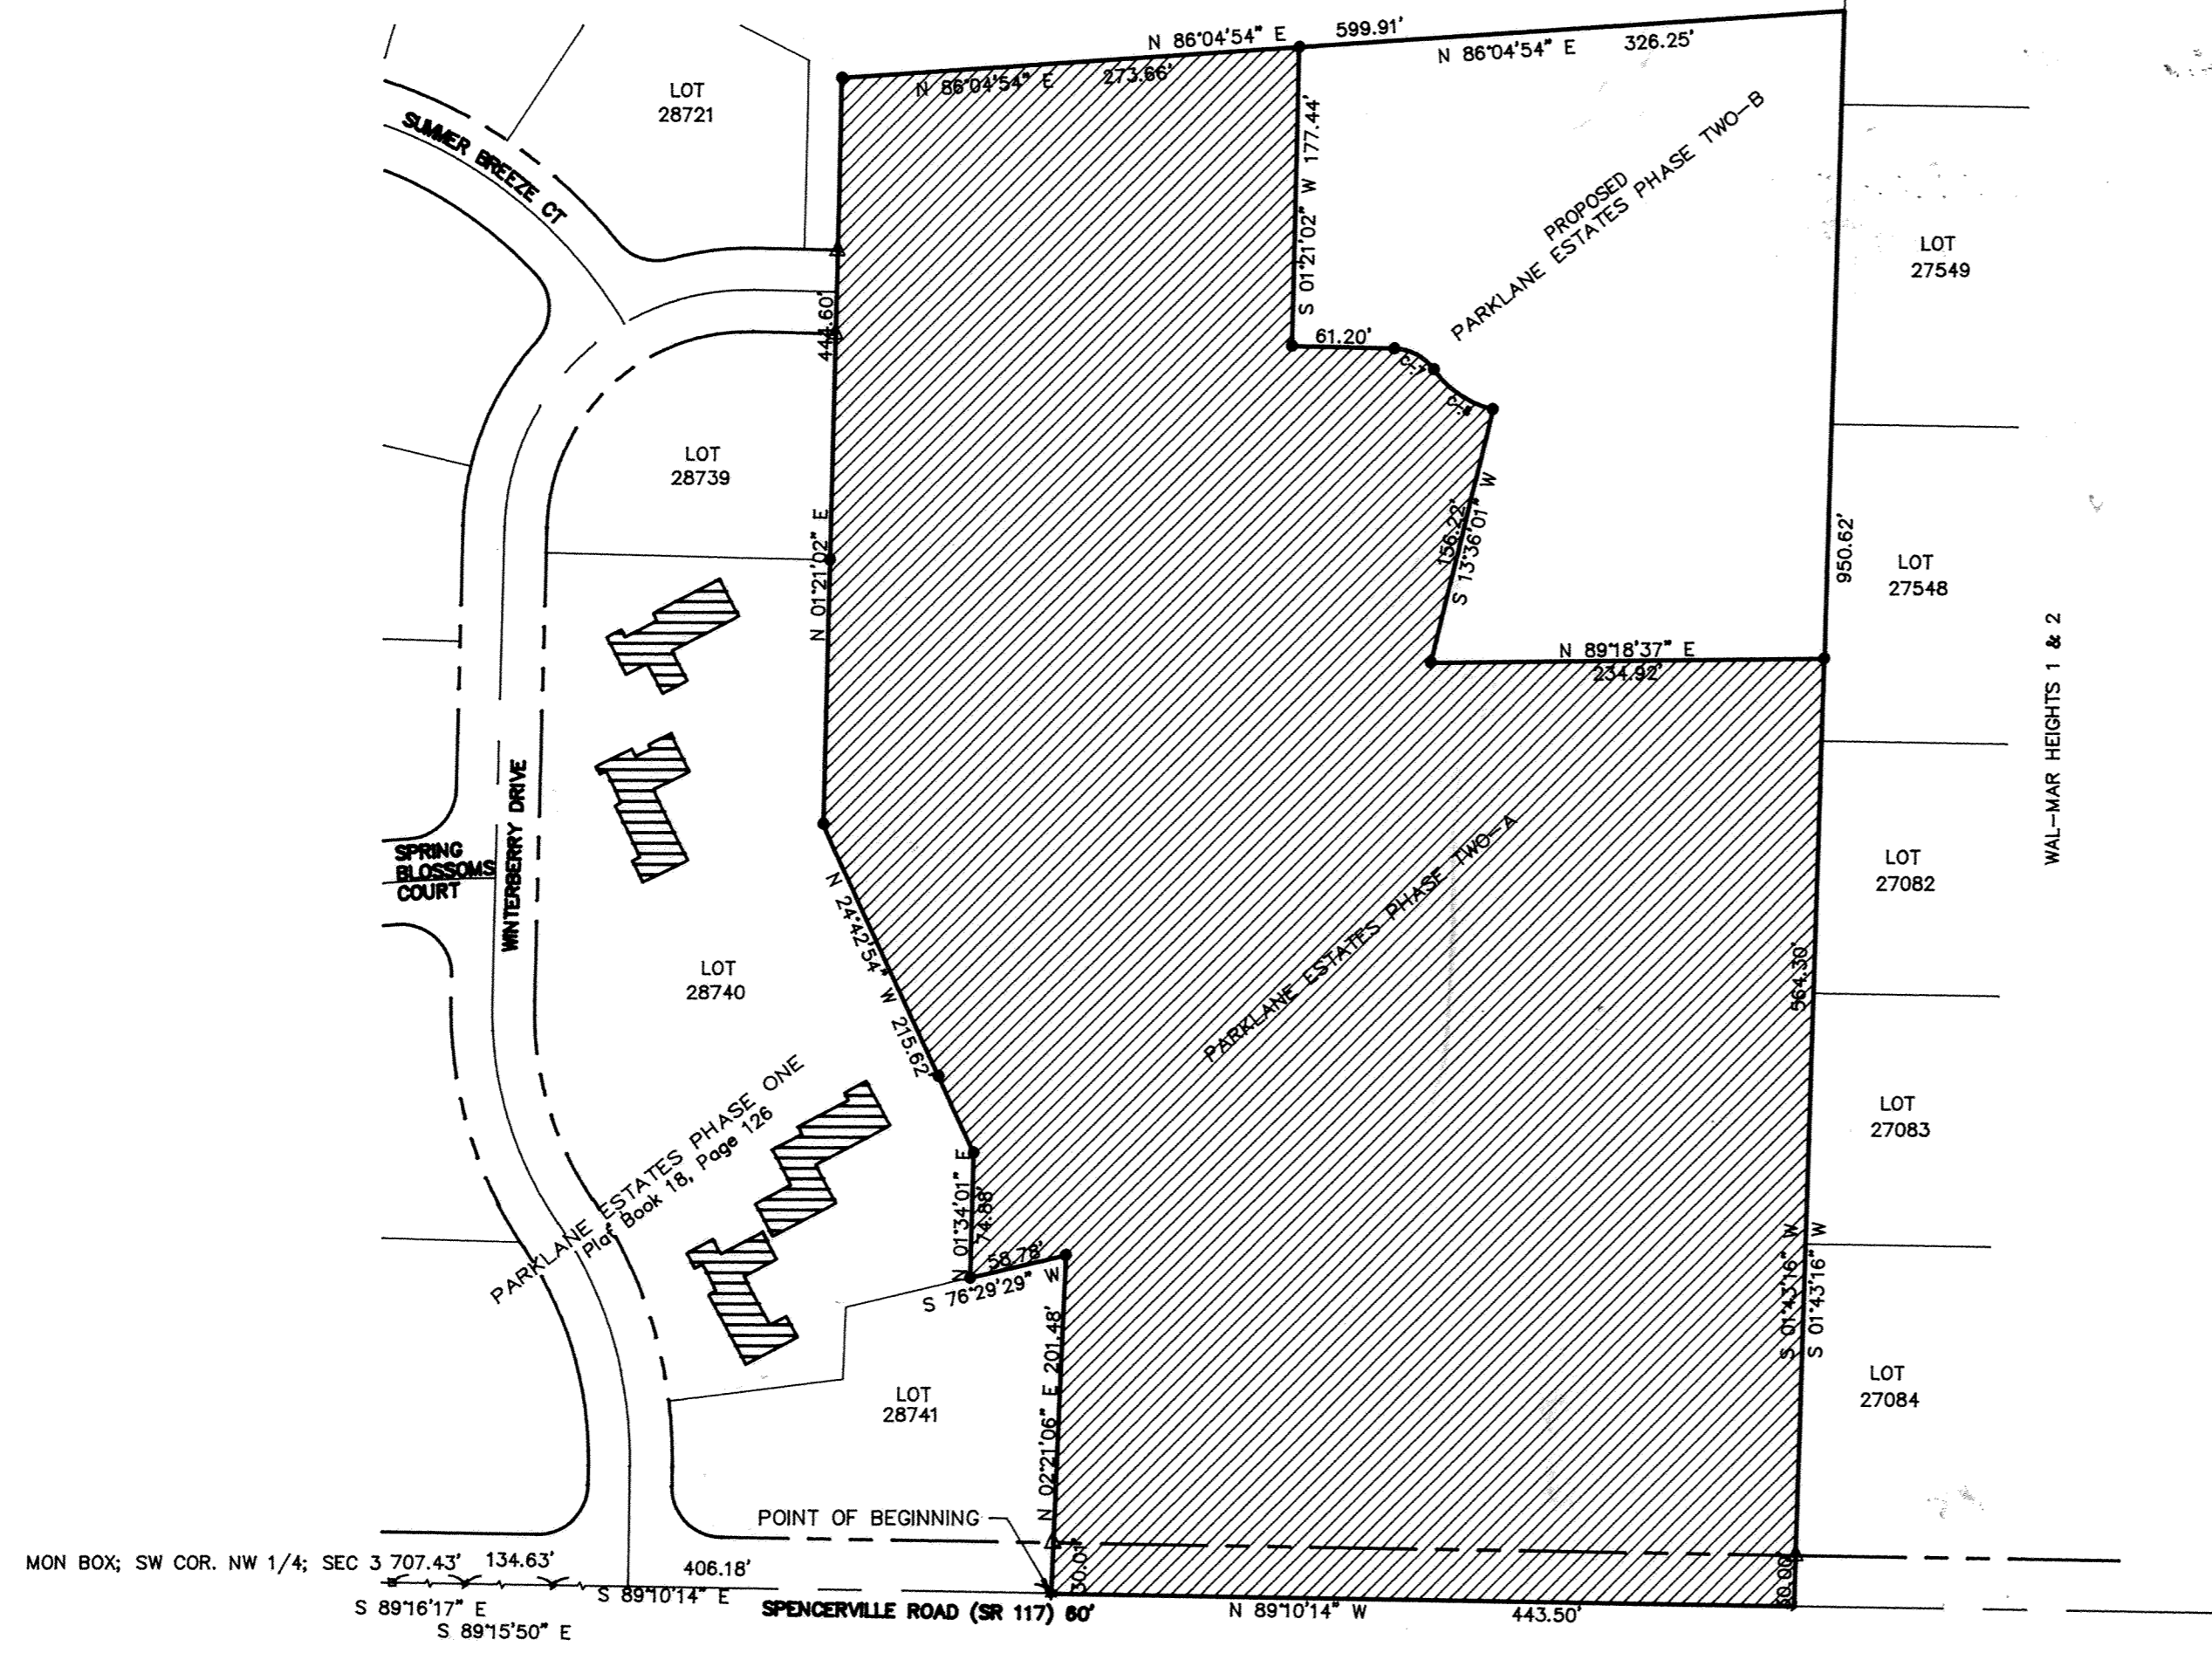 N 86°04'54" E
599.91'
N 86°04'54" E
326.25'
N 86°04'54" E
273.66'
LOT
28721
SUMMER BREEZE CT
S 01°21'02" W 177.44'
PROPOSED
PARKLANE ESTATES PHASE TWO-B
LOT
27549
444.60'
61.20'
LOT
28739
N 01°21'02" E
156.22'
S 13°36'01" W
950.62'
LOT
27548
N 89°18'37" E
234.92'
WAL-MAR HEIGHTS 1 & 2
WINTERBERRY DRIVE
SPRING
BLOSSOMS
COURT
N 24°42'54" W 215.62'
PARKLANE ESTATES PHASE TWO-A
LOT
27082
LOT
28740
564.30'
PARKLANE ESTATES PHASE ONE
Plat Book 18, Page 126
LOT
27083
N 01°34'01" E
74.88'
58.78'
S 76°29'29" W
S 01°43'16" W
S 01°43'16" W
N 02°21'06" E 201.48'
LOT
28741
LOT
27084
POINT OF BEGINNING
30.01'
30.00'
MON BOX; SW COR. NW 1/4; SEC 3 707.43' 134.63'
406.18'
S 89°16'17" E
S 89°10'14" E
S 89°15'50" E
SPENCERVILLE ROAD (SR 117) 60'
N 89°10'14" W
443.50'